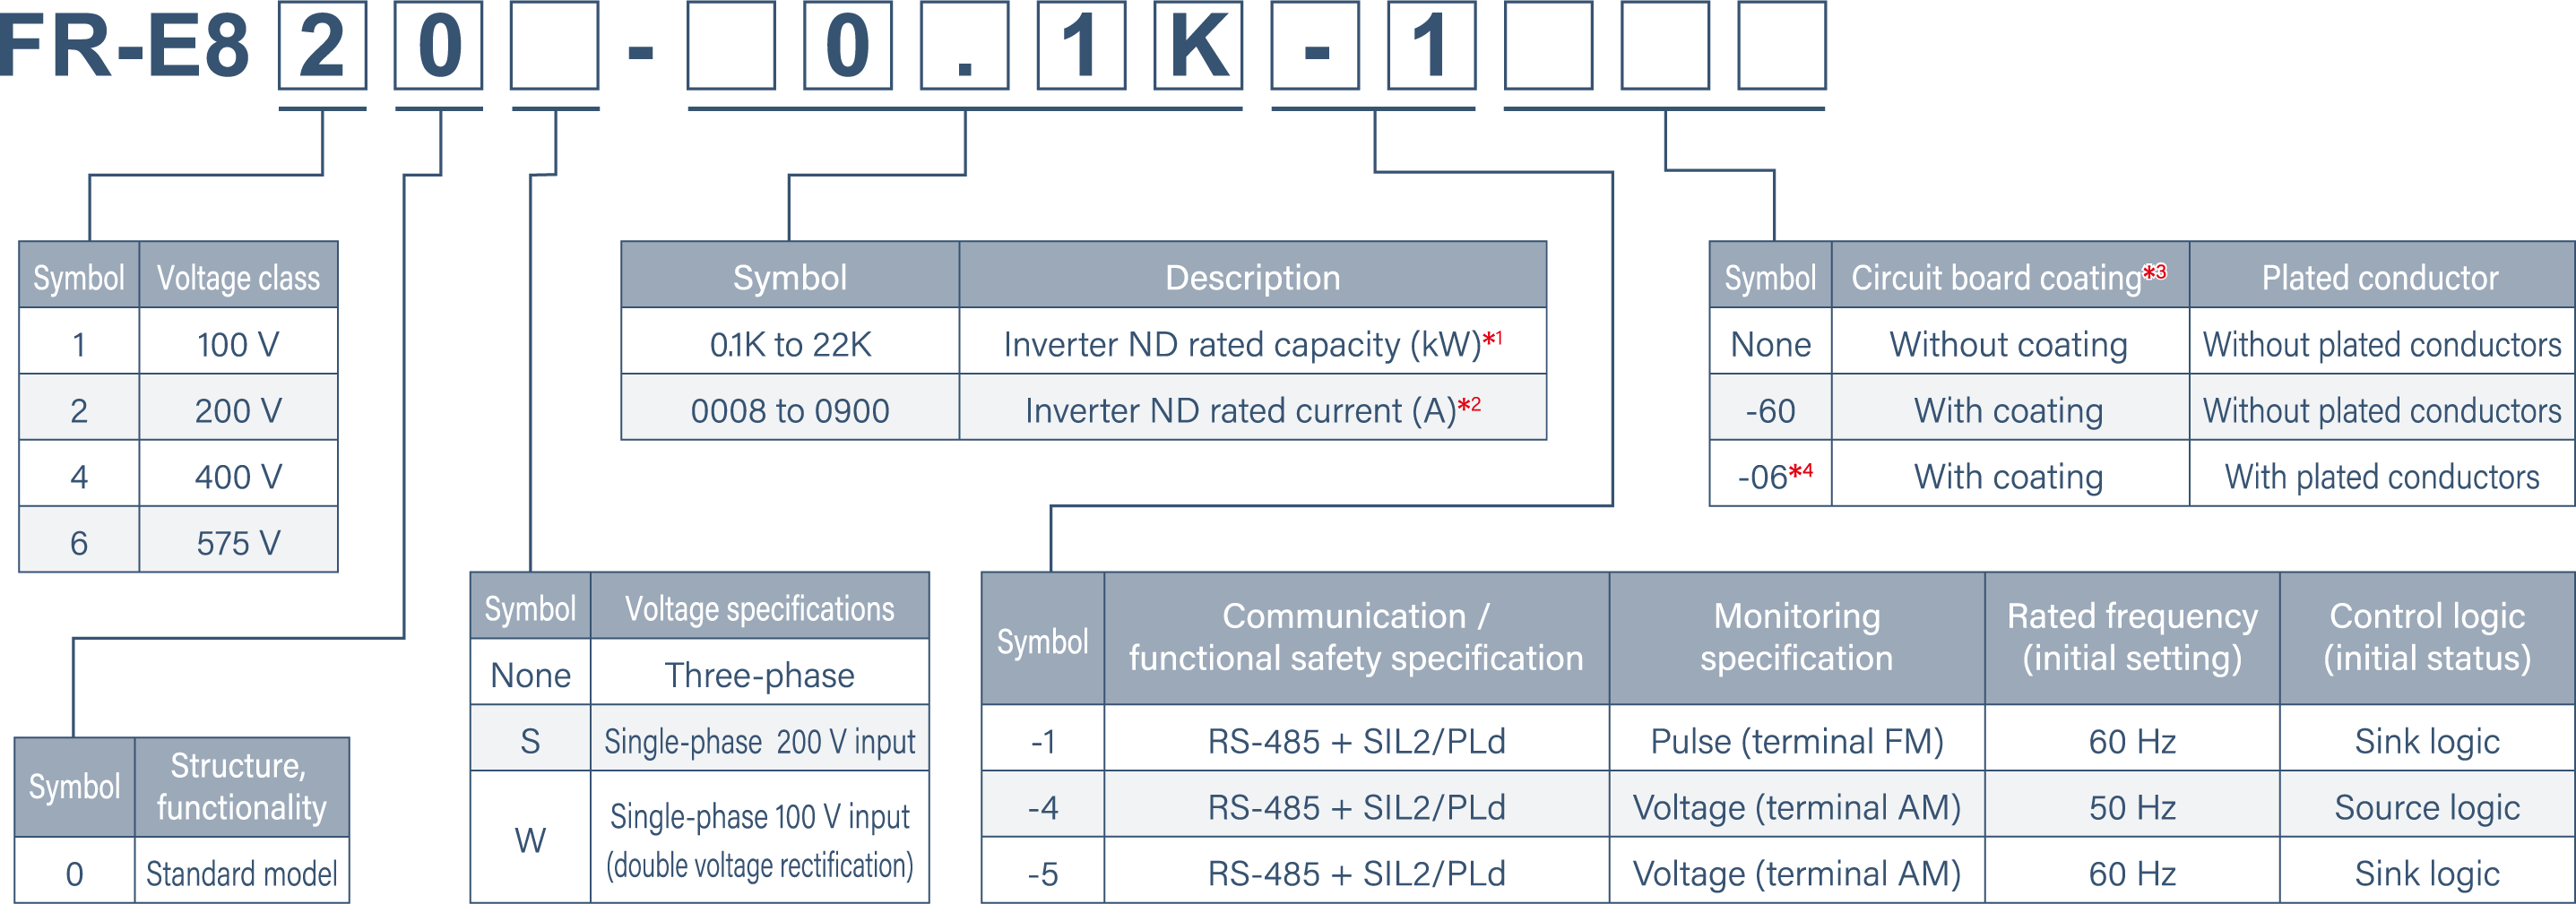 FR-E8 2 0 - 0 . 1 K - 1
Symbol Voltage class
1 100 V
2 200 V
4 400 V
6 575 V
Symbol Description
0.1K to 22K Inverter ND rated capacity (kW)*1
0008 to 0900 Inverter ND rated current (A)*2
Symbol Circuit board coating*3 Plated conductor
None Without coating Without plated conductors
-60 With coating Without plated conductors
-06*4 With coating With plated conductors
Symbol Structure,
functionality
0 Standard model
Symbol Voltage specifications
None Three-phase
S Single-phase 200 V input
W Single-phase 100 V input
(double voltage rectification)
Symbol Communication / Monitoring Rated frequency Control logic
functional safety specification specification (initial setting) (initial status)
-1 RS-485 + SIL2/PLd Pulse (terminal FM) 60 Hz Sink logic
-4 RS-485 + SIL2/PLd Voltage (terminal AM) 50 Hz Source logic
-5 RS-485 + SIL2/PLd Voltage (terminal AM) 60 Hz Sink logic